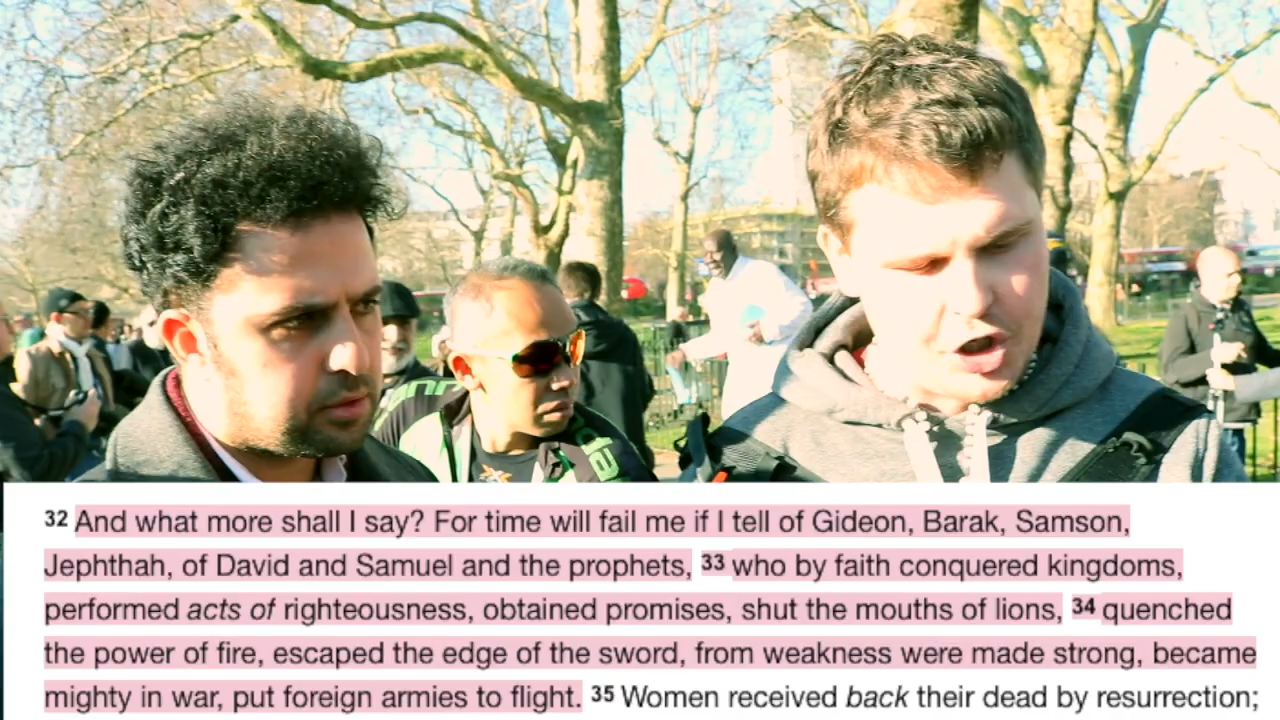 32 And what more shall I say? For time will fail me if I tell of Gideon, Barak, Samson,
Jephthah, of David and Samuel and the prophets, 33 who by faith conquered kingdoms,
performed acts of righteousness, obtained promises, shut the mouths of lions, 34 quenched
the power of fire, escaped the edge of the sword, from weakness were made strong, became
mighty in war, put foreign armies to flight. 35 Women received back their dead by resurrection;